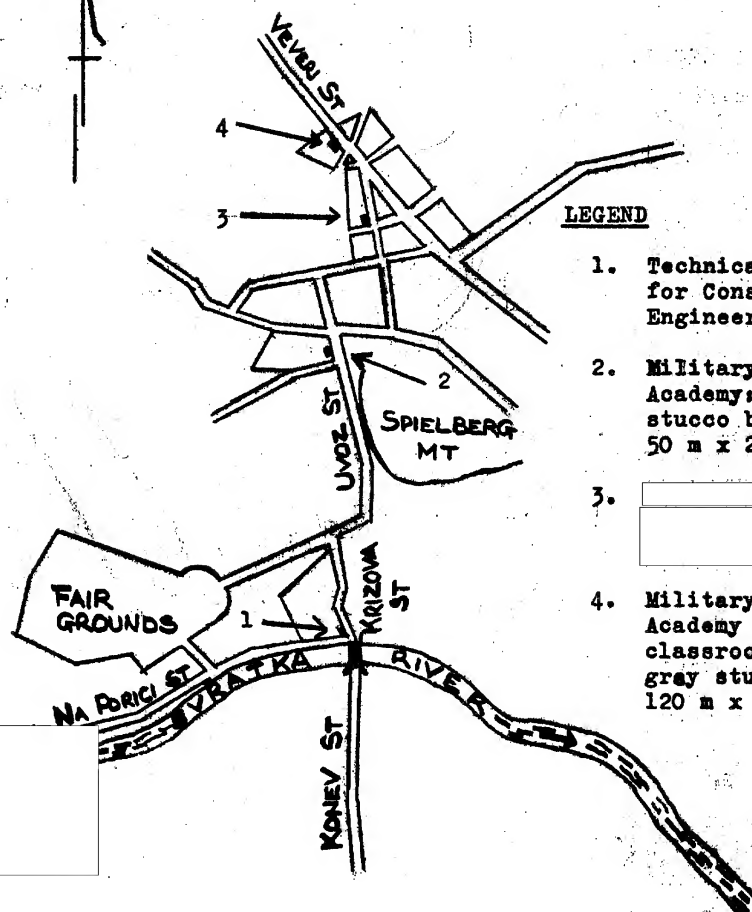 VEVERI ST
4
3
LEGEND
1. Technica
for Cons
Engineer
2. Military
Academy:
stucco b
50 m x 2
2
UVOZ ST
SPIELBERG
MT
3.
FAIR
GROUNDS
1
KRIZOVA
ST
4. Military
Academy
classroo
gray stu
120 m x
NA PORICI ST
SVRATKA RIVER
KONEV ST